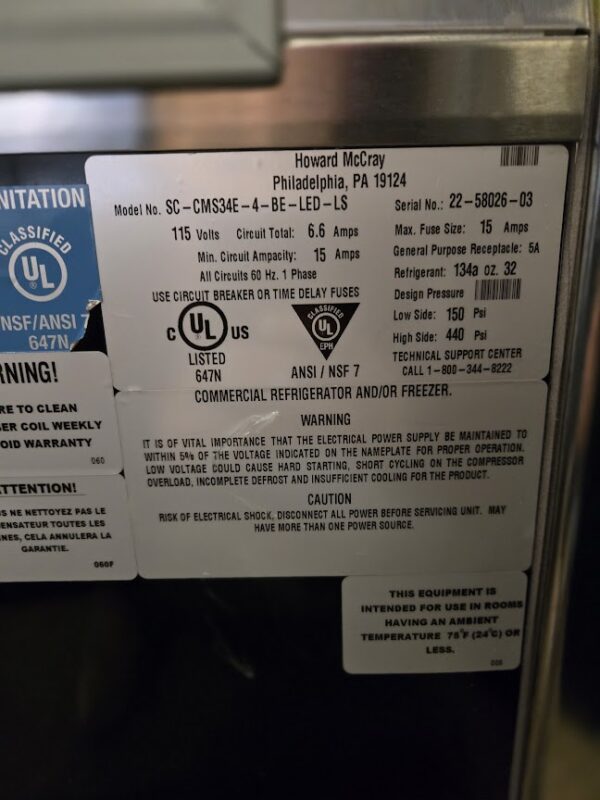 Howard McCray
Philadelphia, PA 19124
Model No. SC-CMS34E-4-BE-LED-LS
Serial No.: 22-58026-03
115 Volts Circuit Total: 6.6 Amps
Max. Fuse Size: 15 Amps
Min. Circuit Ampacity: 15 Amps
General Purpose Receptacle: 5A
All Circuits 60 Hz. 1 Phase
Refrigerant: 134a OZ. 32
USE CIRCUIT BREAKER OR TIME DELAY FUSES
Design Pressure
Low Side: 150 Psi
High Side: 440 Psi
C UL US
LISTED
647N
CLASSIFIED
UL
EPH
ANSI / NSF 7
TECHNICAL SUPPORT CENTER
CALL 1-800-344-8222
COMMERCIAL REFRIGERATOR AND/OR FREEZER.
WARNING
IT IS OF VITAL IMPORTANCE THAT THE ELECTRICAL POWER SUPPLY BE MAINTAINED TO
WITHIN 5% OF THE VOLTAGE INDICATED ON THE NAMEPLATE FOR PROPER OPERATION.
LOW VOLTAGE COULD CAUSE HARD STARTING, SHORT CYCLING ON THE COMPRESSOR
OVERLOAD, INCOMPLETE DEFROST AND INSUFFICIENT COOLING FOR THE PRODUCT.
CAUTION
RISK OF ELECTRICAL SHOCK, DISCONNECT ALL POWER BEFORE SERVICING UNIT. MAY
HAVE MORE THAN ONE POWER SOURCE.
NITATION
CLASSIFIED
UL
NSF/ANSI 7
647N
RNING!
RE TO CLEAN
SER COIL WEEKLY
OID WARRANTY
060
TTENTION!
US NE NETTOYEZ PAS LE
ENSATEUR TOUTES LES
NES, CELA ANNULERA LA
GARANTIE.
060F
THIS EQUIPMENT IS
INTENDED FOR USE IN ROOMS
HAVING AN AMBIENT
TEMPERATURE 75°F (24°C) OR
LESS.